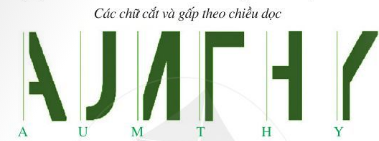 Các chữ cắt và gấp theo chiều dọc
A U M T H Y